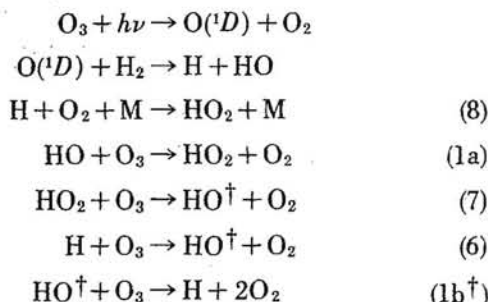 O₃ + hν → O(¹D) + O₂
O(¹D) + H₂ → H + HO
H + O₂ + M → HO₂ + M (8)
HO + O₃ → HO₂ + O₂ (1a)
HO₂ + O₃ → HO† + O₂ (7)
H + O₃ → HO† + O₂ (6)
HO† + O₃ → H + 2O₂ (1b†)